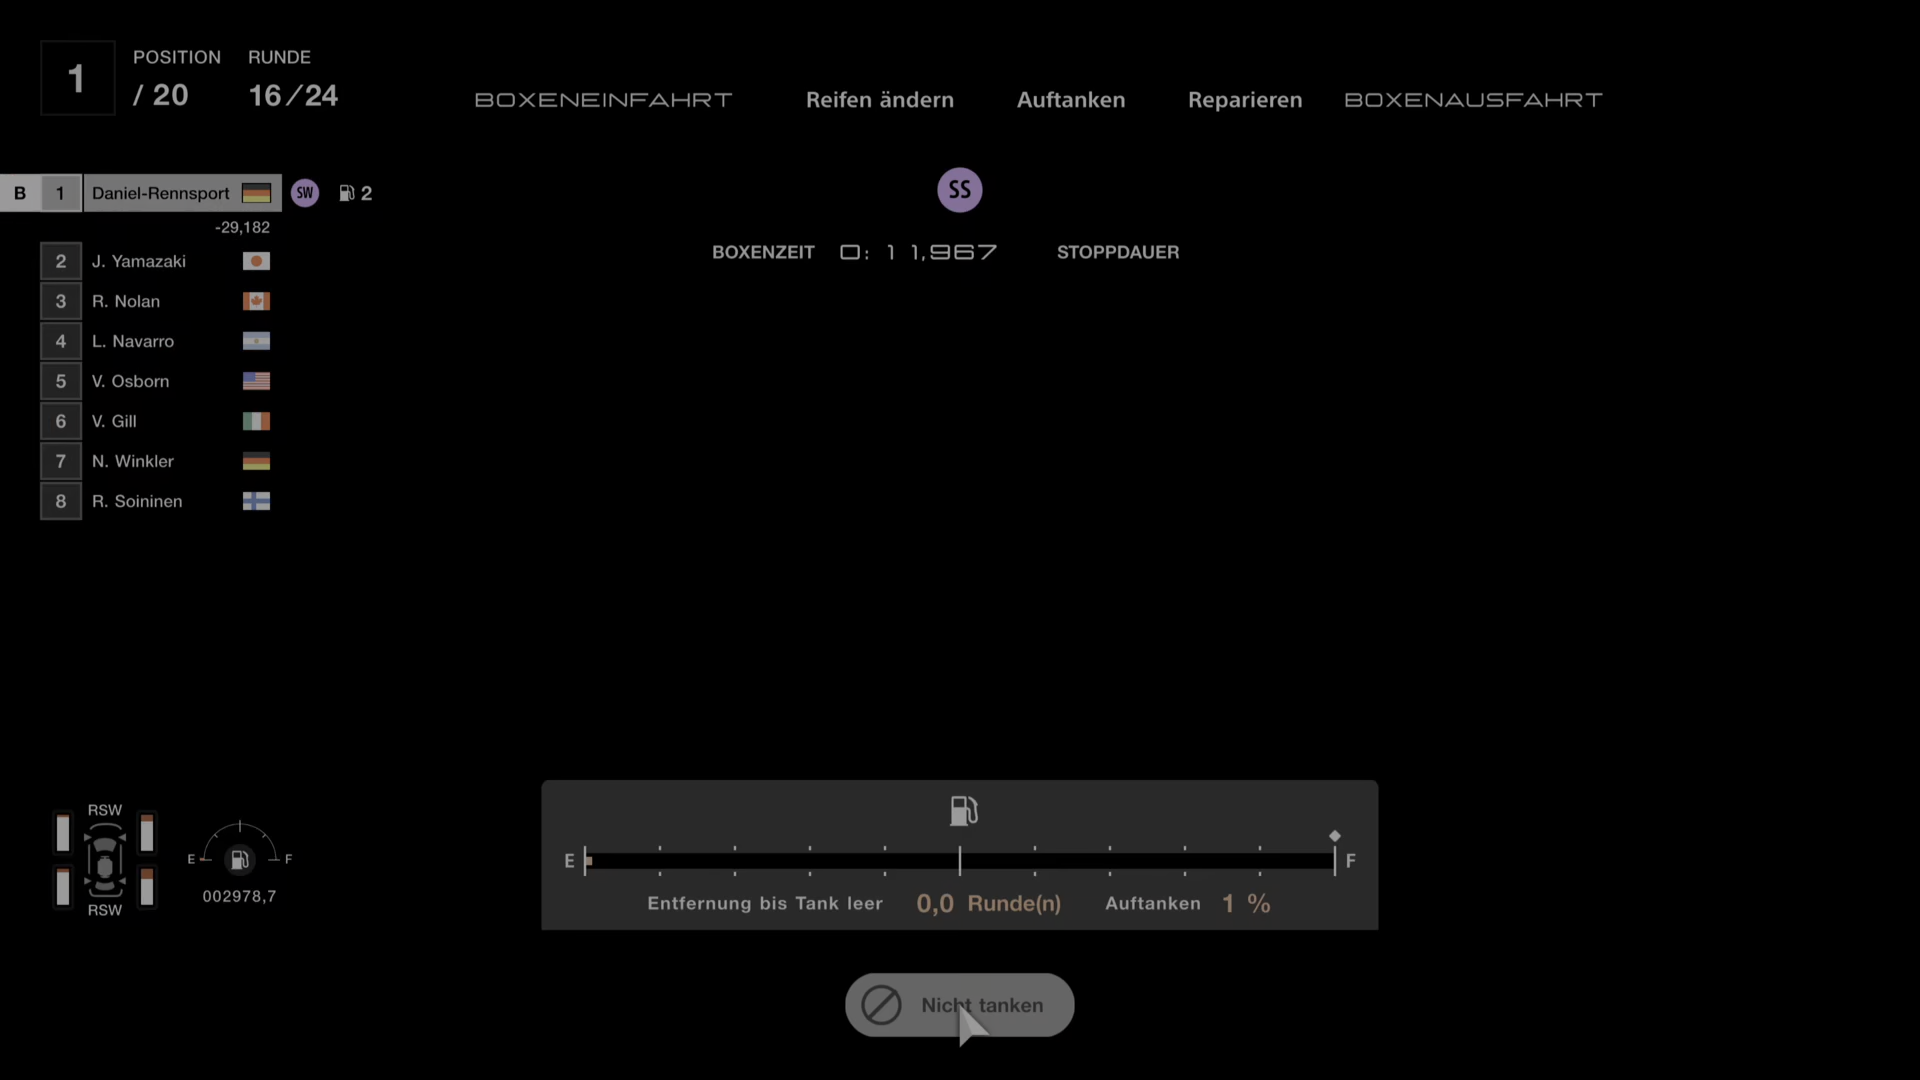 1
POSITION
/ 20
RUNDE
16/24
BOXENEINFAHRT
Reifen ändern
Auftanken
Reparieren
BOXENAUSFAHRT
B 1 Daniel-Rennsport SW 2
-29,182
2 J. Yamazaki
3 R. Nolan
4 L. Navarro
5 V. Osborn
6 V. Gill
7 N. Winkler
8 R. Soininen
SS
BOXENZEIT 0:11,967 STOPPDAUER
RSW
RSW
E F
002978,7
E F
Entfernung bis Tank leer 0,0 Runde(n) Auftanken 1 %
Nicht tanken